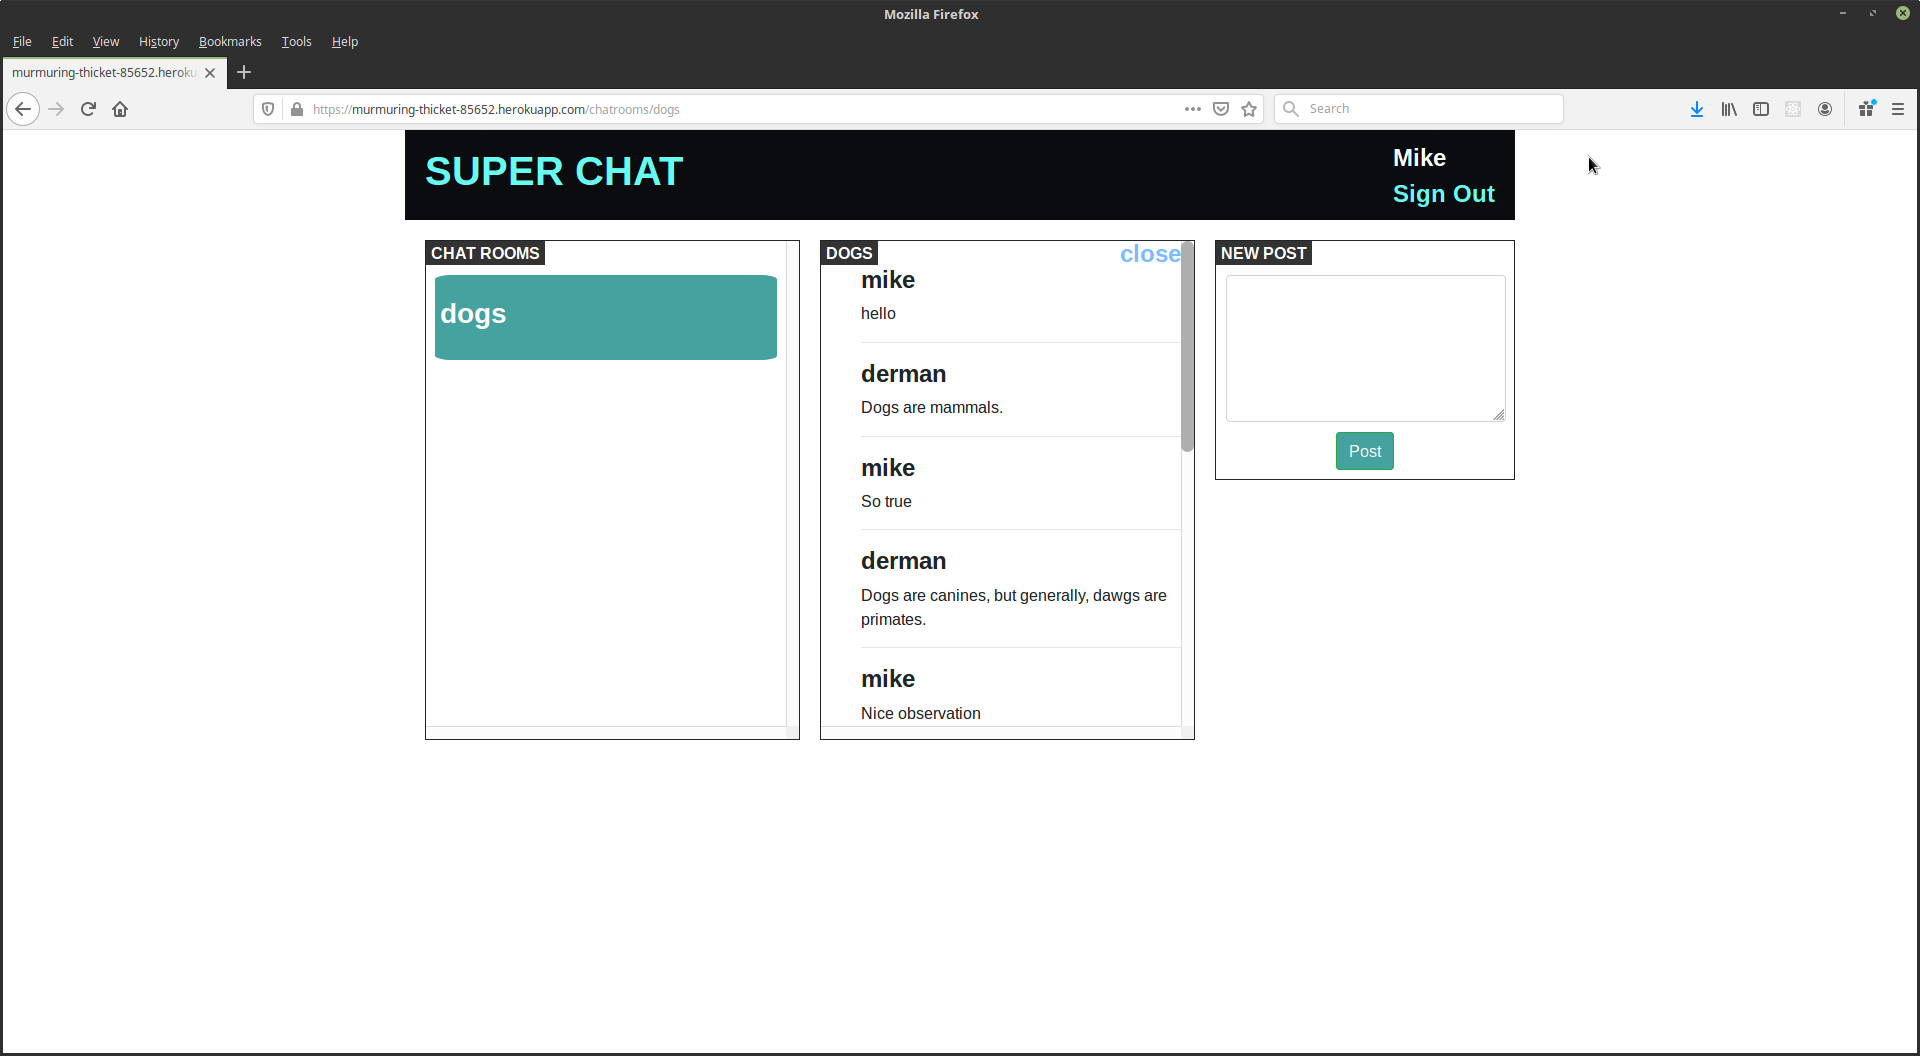 Mozilla Firefox
File Edit View History Bookmarks Tools Help
murmuring-thicket-85652.heroku
https://murmuring-thicket-85652.herokuapp.com/chatrooms/dogs
Search
SUPER CHAT
Mike
Sign Out
CHAT ROOMS
dogs
DOGS
close
mike
hello
derman
Dogs are mammals.
mike
So true
derman
Dogs are canines, but generally, dawgs are
primates.
mike
Nice observation
NEW POST
Post